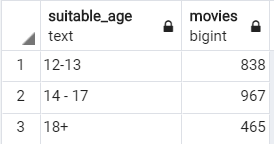 suitable_age movies
text bigint
1 12-13 838
2 14 - 17 967
3 18+ 465